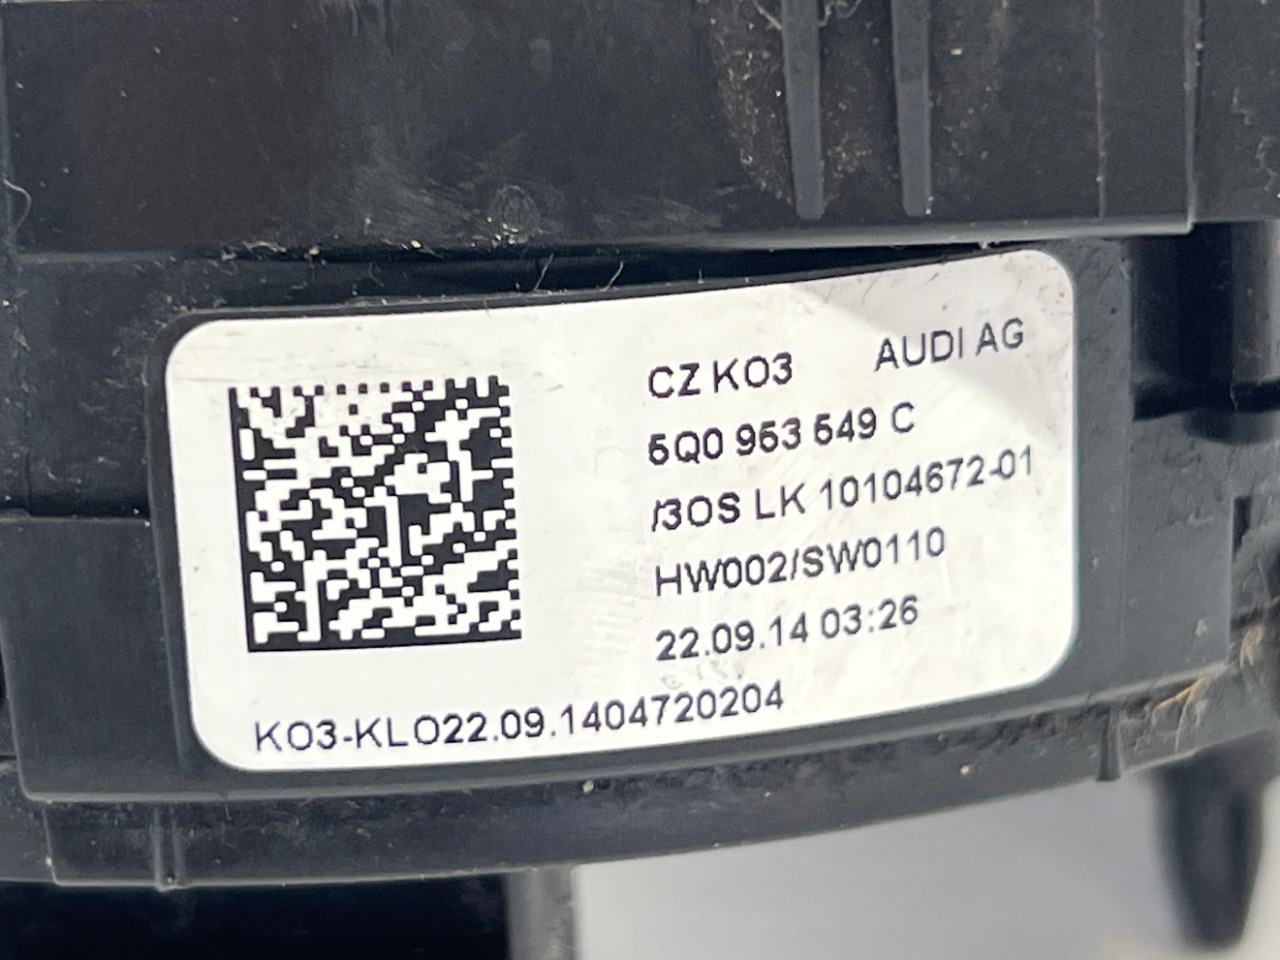 CZ KO3 AUDI AG
5Q0 953 549 C
/3OS LK 10104672-01
HW002/SW0110
22.09.14 03:26
KO3-KLO22.09.1404720204